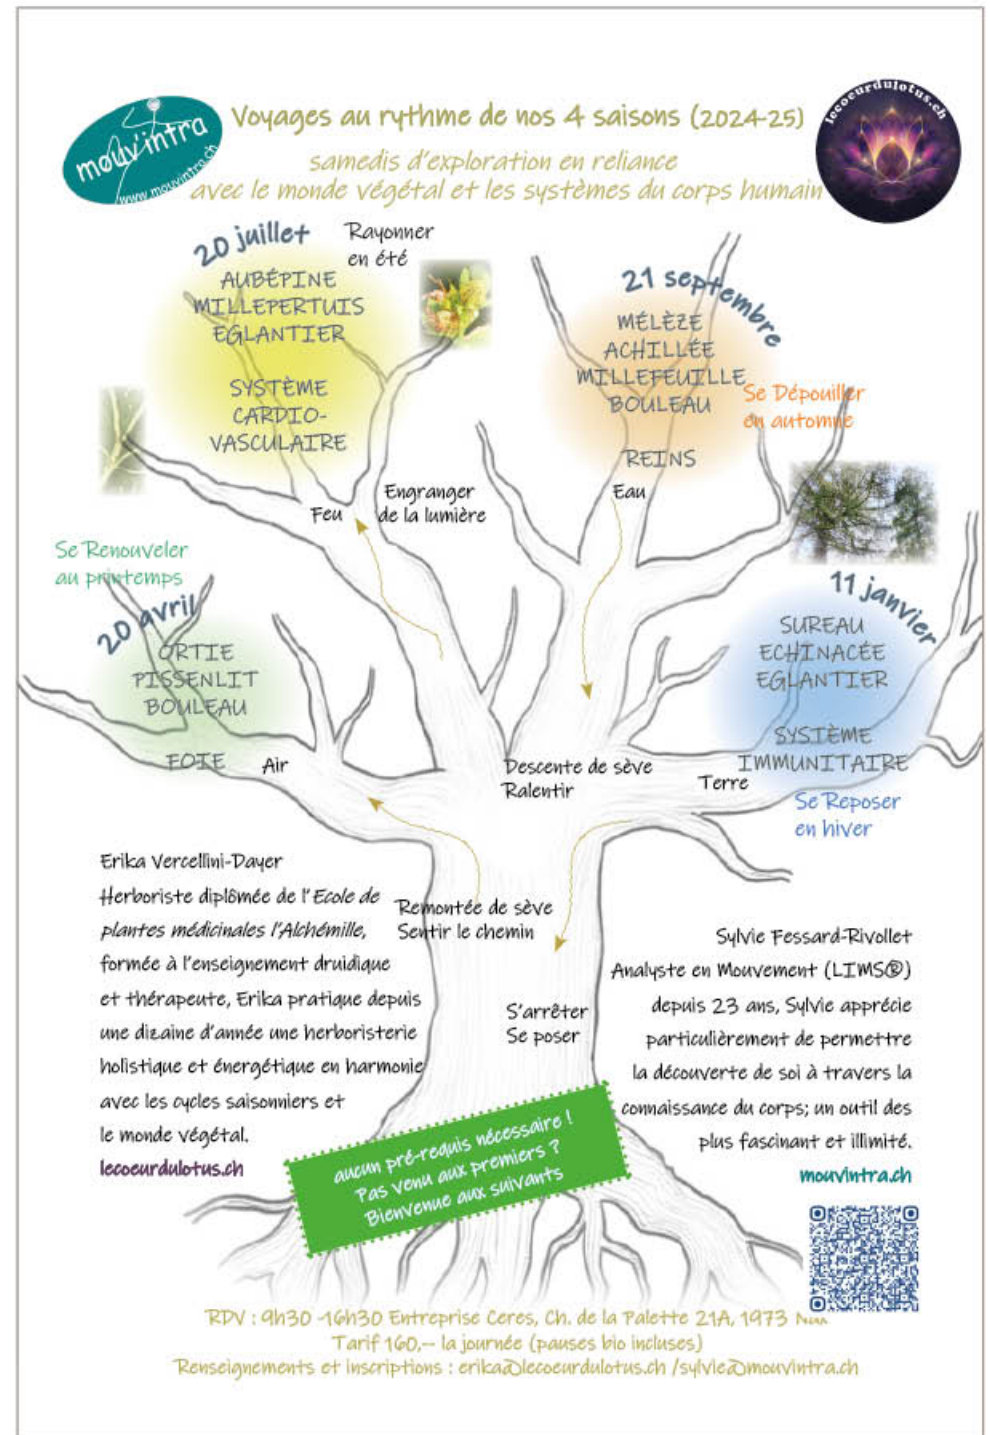 mouv'intra
www.mouvintra.ch
Voyages au rythme de nos 4 saisons (2024-25)
samedis d'exploration en reliance
avec le monde végétal et les systèmes du corps humain
lecoeurdulotus.ch
20 juillet
Rayonner
en été
AUBÉPINE
MILLEPERTUIS
EGLANTIER
SYSTÈME
CARDIO-
VASCULAIRE
21 septembre
MÉLÈZE
ACHILLÉE
MILLEFEUILLE
BOULEAU
REINS
Se Dépouiller
en automne
Feu
Engranger
de la lumière
Eau
Se Renouveler
au printemps
20 avril
ORTIE
PISSENLIT
BOULEAU
FOIE
Air
11 janvier
SUREAU
ECHINACÉE
EGLANTIER
SYSTÈME
IMMUNITAIRE
Descente de sève
Ralentir
Terre
Se Reposer
en hiver
Erika Vercellini-Dayer
Herboriste diplômée de l'Ecole de
plantes médicinales l'Alchémille,
formée à l'enseignement druidique
et thérapeute, Erika pratique depuis
une dizaine d'année une herboristerie
holistique et énergétique en harmonie
avec les cycles saisonniers et
le monde végétal.
lecoeurdulotus.ch
Remontée de sève
Sentir le chemin
S'arrêter
Se poser
Sylvie Fessard-Rivollet
Analyste en Mouvement (LIMS®)
depuis 23 ans, Sylvie apprécie
particulièrement de permettre
la découverte de soi à travers la
connaissance du corps; un outil des
plus fascinant et illimité.
mouvintra.ch
aucun pré-requis nécessaire !
Pas venu aux premiers ?
Bienvenue aux suivants
RDV : 9h30 -16h30 Entreprise Ceres, Ch. de la Palette 21A, 1973 Nax
Tarif 160,-- la journée (pauses bio incluses)
Renseignements et inscriptions : erika@lecoeurdulotus.ch /sylvie@mouvintra.ch